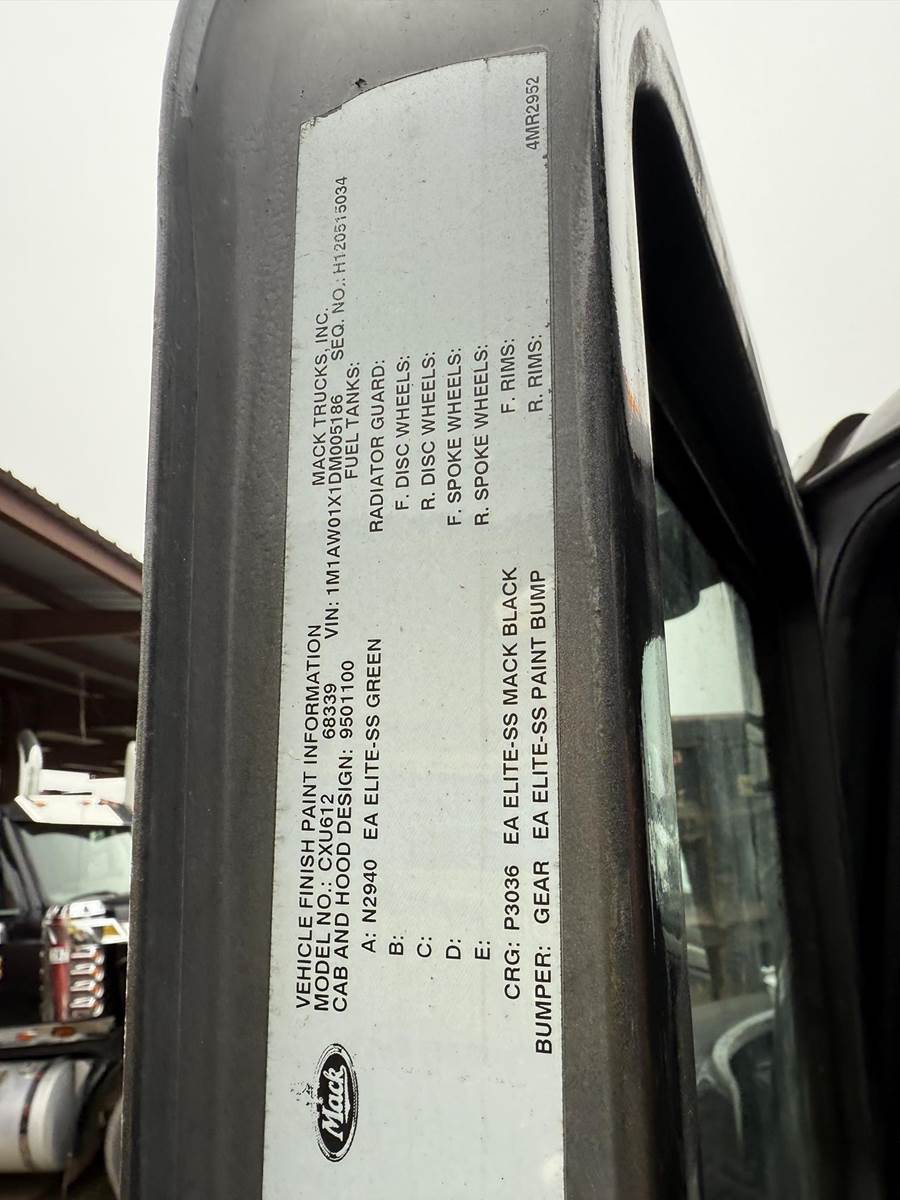 Mack
VEHICLE FINISH PAINT INFORMATION MACK TRUCKS, INC.
MODEL NO.: CXU612 68339 VIN: 1M1AW01X1DM005186 SEQ. NO.: H120515034
CAB AND HOOD DESIGN: 9501100 FUEL TANKS:
A: N2940 EA ELITE-SS GREEN RADIATOR GUARD:
B: F. DISC WHEELS:
C: R. DISC WHEELS:
D: F. SPOKE WHEELS:
E: R. SPOKE WHEELS:
CRG: P3036 EA ELITE-SS MACK BLACK F. RIMS:
BUMPER: GEAR EA ELITE-SS PAINT BUMP R. RIMS:
4MR2952